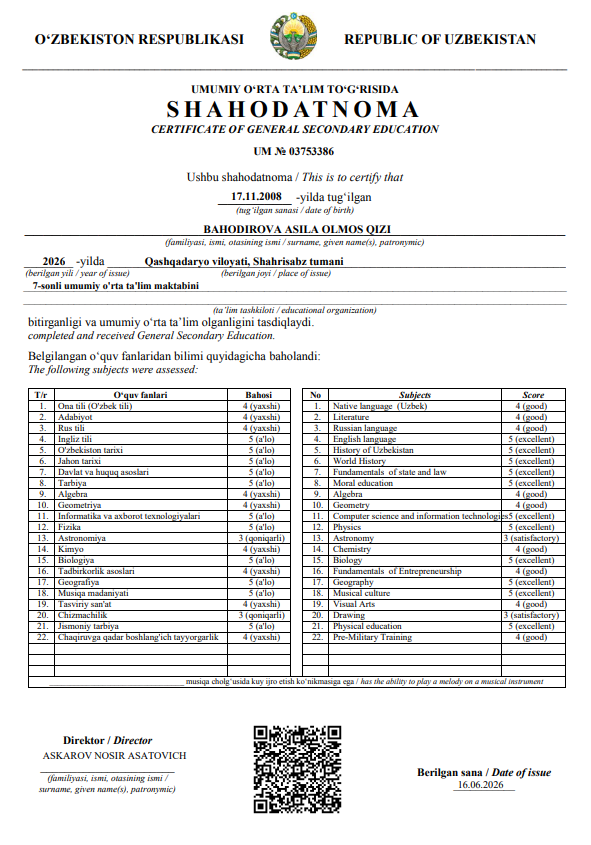 O‘ZBEKISTON RESPUBLIKASI REPUBLIC OF UZBEKISTAN
UMUMIY O‘RTA TA’LIM TO‘G‘RISIDA
SHAHODATNOMA
CERTIFICATE OF GENERAL SECONDARY EDUCATION
UM № 03753386
Ushbu shahodatnoma / This is to certify that
17.11.2008 -yilda tug‘ilgan
(tug‘ilgan sanasi / date of birth)
BAHODIROVA ASILA OLMOS QIZI
(familiyasi, ismi, otasining ismi / surname, given name(s), patronymic)
2026 -yilda Qashqadaryo viloyati, Shahrisabz tumani
(berilgan yili / year of issue) (berilgan joyi / place of issue)
7-sonli umumiy o'rta ta'lim maktabini
(ta’lim tashkiloti / educational organization)
bitirganligi va umumiy o‘rta ta’lim olganligini tasdiqlaydi.
completed and received General Secondary Education.
Belgilangan o‘quv fanlaridan bilimi quyidagicha baholandi:
The following subjects were assessed:
T/r O‘quv fanlari Bahosi No Subjects Score
1. Ona tili (O'zbek tili) 4 (yaxshi) 1. Native language (Uzbek) 4 (good)
2. Adabiyot 4 (yaxshi) 2. Literature 4 (good)
3. Rus tili 4 (yaxshi) 3. Russian language 4 (good)
4. Ingliz tili 5 (a'lo) 4. English language 5 (excellent)
5. O'zbekiston tarixi 5 (a'lo) 5. History of Uzbekistan 5 (excellent)
6. Jahon tarixi 5 (a'lo) 6. World History 5 (excellent)
7. Davlat va huquq asoslari 5 (a'lo) 7. Fundamentals of state and law 5 (excellent)
8. Tarbiya 5 (a'lo) 8. Moral education 5 (excellent)
9. Algebra 4 (yaxshi) 9. Algebra 4 (good)
10. Geometriya 4 (yaxshi) 10. Geometry 4 (good)
11. Informatika va axborot texnologiyalari 5 (a'lo) 11. Computer science and information technologies 5 (excellent)
12. Fizika 5 (a'lo) 12. Physics 5 (excellent)
13. Astronomiya 3 (qoniqarli) 13. Astronomy 3 (satisfactory)
14. Kimyo 4 (yaxshi) 14. Chemistry 4 (good)
15. Biologiya 5 (a'lo) 15. Biology 5 (excellent)
16. Tadbirkorlik asoslari 4 (yaxshi) 16. Fundamentals of Entrepreneurship 4 (good)
17. Geografiya 5 (a'lo) 17. Geography 5 (excellent)
18. Musiqa madaniyati 5 (a'lo) 18. Musical culture 5 (excellent)
19. Tasviriy san'at 4 (yaxshi) 19. Visual Arts 4 (good)
20. Chizmachilik 3 (qoniqarli) 20. Drawing 3 (satisfactory)
21. Jismoniy tarbiya 5 (a'lo) 21. Physical education 5 (excellent)
22. Chaqiruvga qadar boshlang'ich tayyorgarlik 4 (yaxshi) 22. Pre-Military Training 4 (good)
musiqa cholg‘usida kuy ijro etish ko‘nikmasiga ega / has the ability to play a melody on a musical instrument
Direktor / Director
ASKAROV NOSIR ASATOVICH
(familiyasi, ismi, otasining ismi /
surname, given name(s), patronymic)
Berilgan sana / Date of issue
16.06.2026